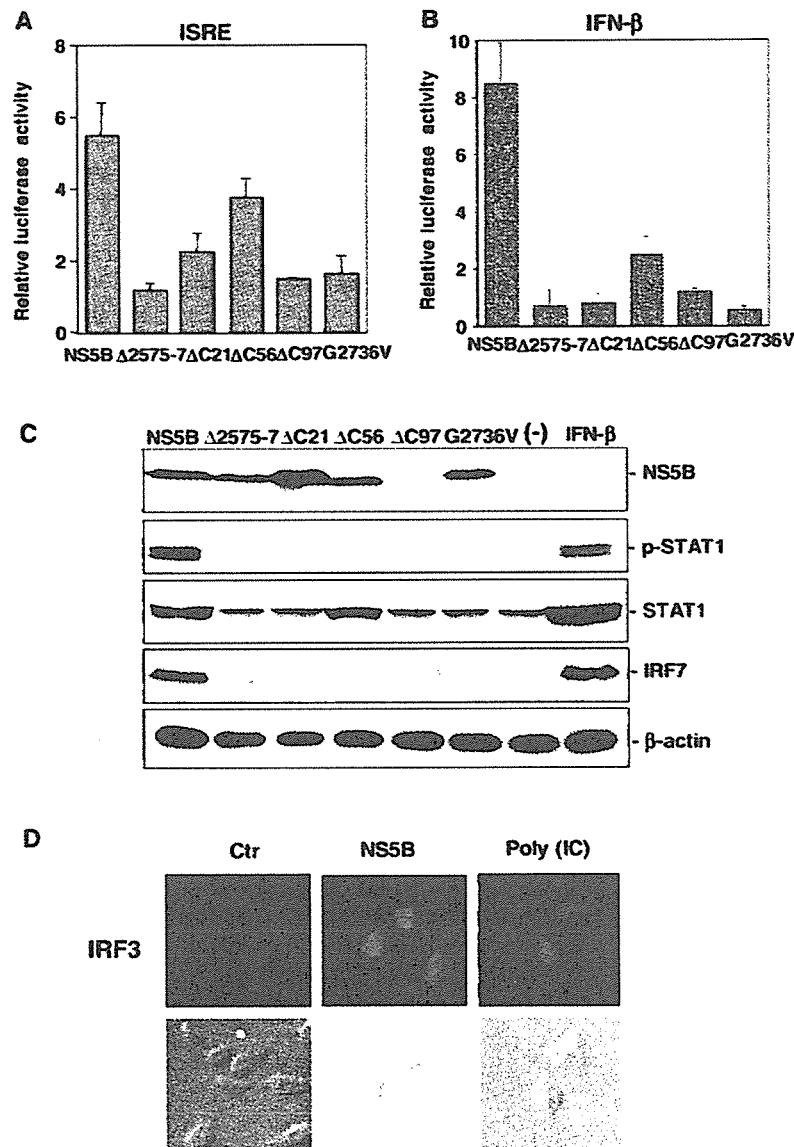 A
ISRE
Relative luciferase activity
8
6
4
2
0
NS5B Δ2575-7 ΔC21 ΔC56 ΔC97 G2736V
B
IFN-β
Relative luciferase activity
10
8
6
4
2
0
NS5B Δ2575-7 ΔC21 ΔC56 ΔC97 G2736V
C
NS5B Δ2575-7 ΔC21 ΔC56 ΔC97 G2736V (-) IFN-β
- NS5B
- p-STAT1
- STAT1
- IRF7
- β-actin
D
Ctr NS5B Poly (IC)
IRF3